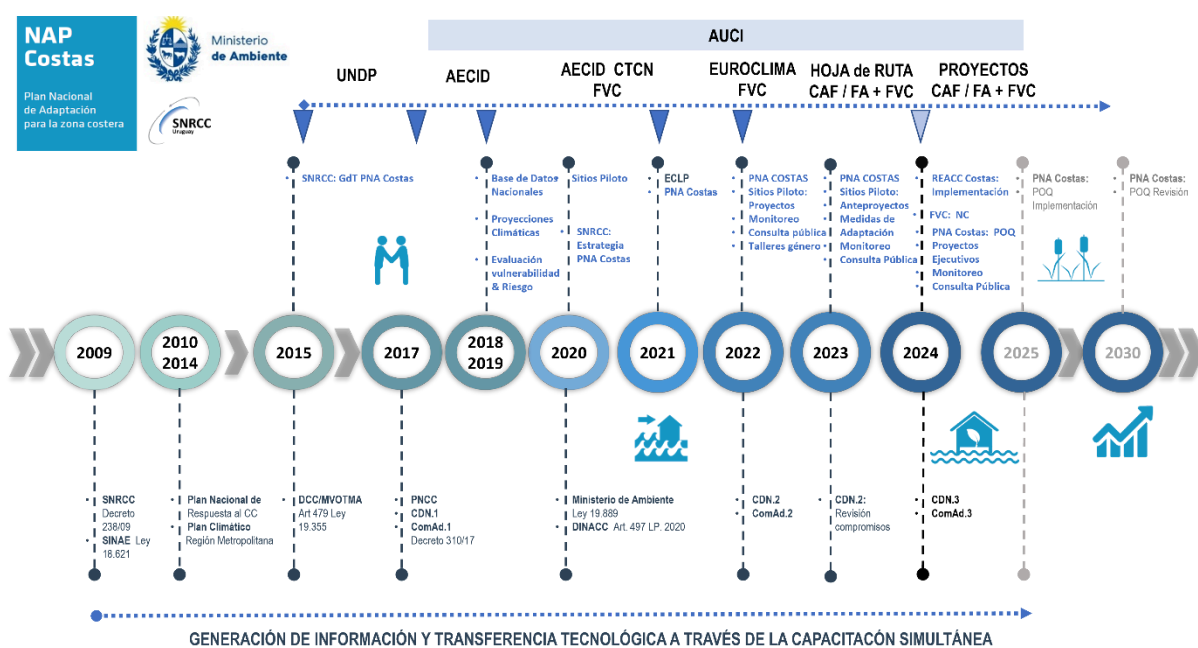 NAP
Costas
Plan Nacional
de Adaptación
para la zona costera
Ministerio
de Ambiente
SNRCC
Uruguay
AUCI
UNDP
AECID
AECID CTCN
FVC
EUROCLIMA
FVC
HOJA de RUTA
CAF / FA + FVC
PROYECTOS
CAF / FA + FVC
• SNRCC: GdT PNA Costas
• Base de Datos
Nacionales
• Proyecciones
Climáticas
• Evaluación
vulnerabilidad
& Riesgo
• Sitios Piloto
• SNRCC:
Estrategia
PNA Costas
• ECLP
• PNA Costas
• PNA COSTAS
• Sitios Piloto:
• Proyectos
• Monitoreo
• Consulta pública
• Talleres género
• PNA COSTAS
• Sitios Piloto:
• Anteproyectos
• Medidas de
Adaptación
• Monitoreo
• Consulta Pública
• REACC Costas:
Implementación
• FVC: NC
• PNA Costas: POQ
• Proyectos
Ejecutivos
• Monitoreo
• Consulta Pública
• PNA Costas:
POQ
Implementación
• PNA Costas:
POQ Revisión
2009
2010
2014
2015
2017
2018
2019
2020
2021
2022
2023
2024
2025
2030
• SNRCC
Decreto
238/09
• SINAE Ley
18.621
• Plan Nacional de
Respuesta al CC
• Plan Climático
Región Metropolitana
• DCC/MVOTMA
Art 479 Ley
19.355
• PNCC
• CDN.1
• ComAd.1
Decreto 310/17
• Ministerio de Ambiente
Ley 19.889
• DINACC Art. 497 LP. 2020
• CDN.2
• ComAd.2
• CDN.2:
Revisión
compromisos
• CDN.3
• ComAd.3
GENERACIÓN DE INFORMACIÓN Y TRANSFERENCIA TECNOLÓGICA A TRAVÉS DE LA CAPACITACÓN SIMULTÁNEA